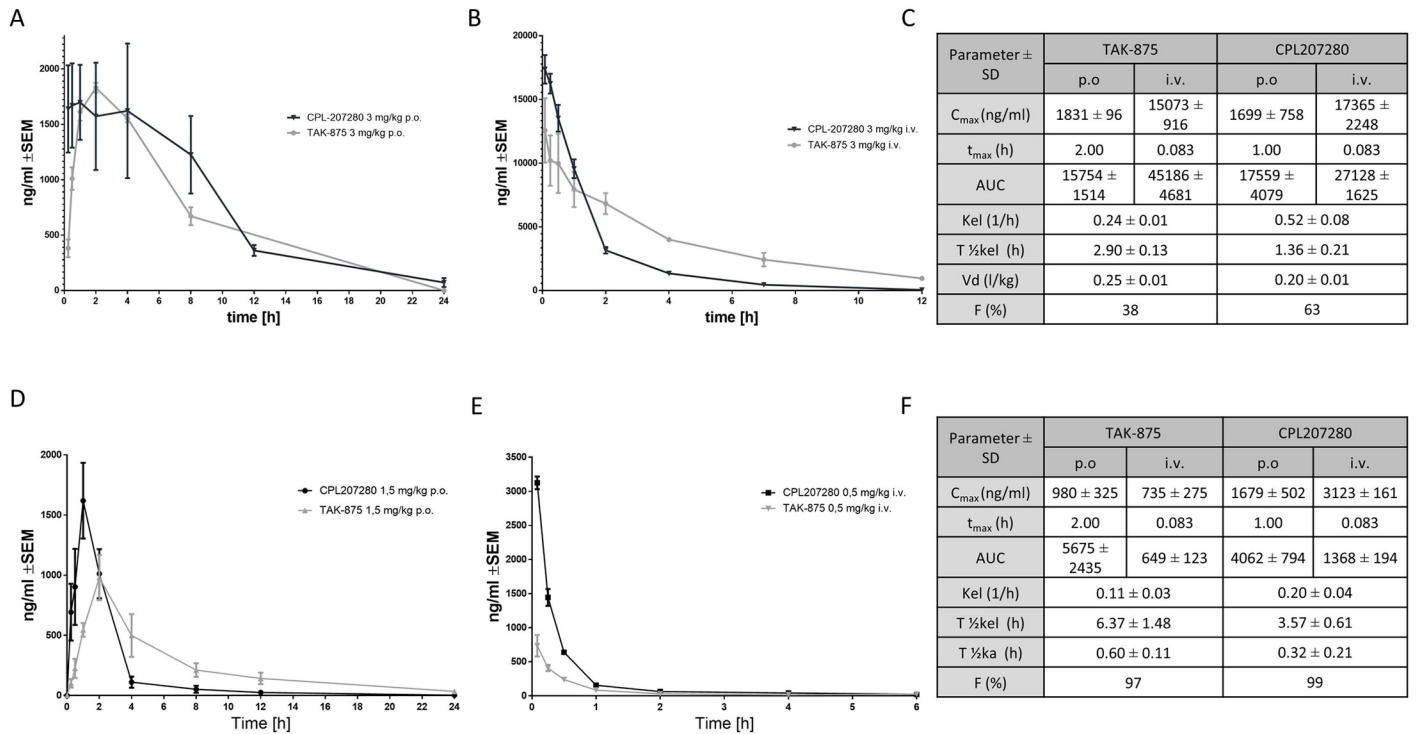 A
B
C
ng/ml ±SEM
2000
1500
1000
500
0
0 2 4 6 8 10 12 14 16 18 20 22 24
time [h]
CPL-207280 3 mg/kg p.o.
TAK-875 3 mg/kg p.o.
ng/ml ±SEM
20000
15000
10000
5000
0
0 2 4 6 8 10 12
time [h]
CPL-207280 3 mg/kg i.v.
TAK-875 3 mg/kg i.v.
Parameter ± SD TAK-875 CPL207280
p.o i.v. p.o i.v.
Cmax (ng/ml) 1831 ± 96 15073 ± 916 1699 ± 758 17365 ± 2248
tmax (h) 2.00 0.083 1.00 0.083
AUC 15754 ± 1514 45186 ± 4681 17559 ± 4079 27128 ± 1625
Kel (1/h) 0.24 ± 0.01 0.52 ± 0.08
T ½kel (h) 2.90 ± 0.13 1.36 ± 0.21
Vd (l/kg) 0.25 ± 0.01 0.20 ± 0.01
F (%) 38 63
D
E
F
ng/ml ±SEM
2000
1500
1000
500
0
0 2 4 6 8 10 12 14 16 18 20 22 24
Time [h]
CPL207280 1,5 mg/kg p.o.
TAK-875 1,5 mg/kg p.o.
ng/ml ±SEM
3500
3000
2500
2000
1500
1000
500
0
0 1 2 3 4 5 6
Time [h]
CPL207280 0,5 mg/kg i.v.
TAK-875 0,5 mg/kg i.v.
Parameter ± SD TAK-875 CPL207280
p.o i.v. p.o i.v.
Cmax (ng/ml) 980 ± 325 735 ± 275 1679 ± 502 3123 ± 161
tmax (h) 2.00 0.083 1.00 0.083
AUC 5675 ± 2435 649 ± 123 4062 ± 794 1368 ± 194
Kel (1/h) 0.11 ± 0.03 0.20 ± 0.04
T ½kel (h) 6.37 ± 1.48 3.57 ± 0.61
T ½ka (h) 0.60 ± 0.11 0.32 ± 0.21
F (%) 97 99